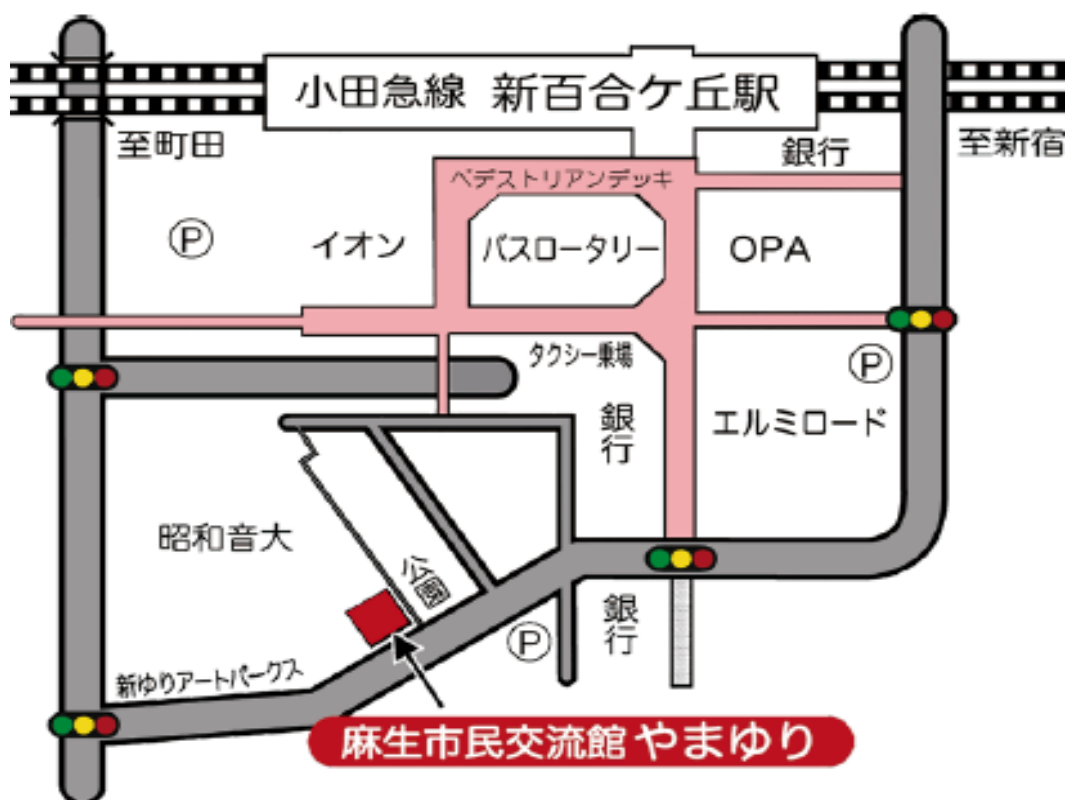 小田急線 新百合ケ丘駅
至町田
銀行
至新宿
ペデストリアンデッキ
Ⓟ
イオン
バスロータリー
OPA
タクシー乗場
Ⓟ
銀行
エルミロード
昭和音大
公園
銀行
Ⓟ
新ゆりアートパークス
麻生市民交流館 やまゆり